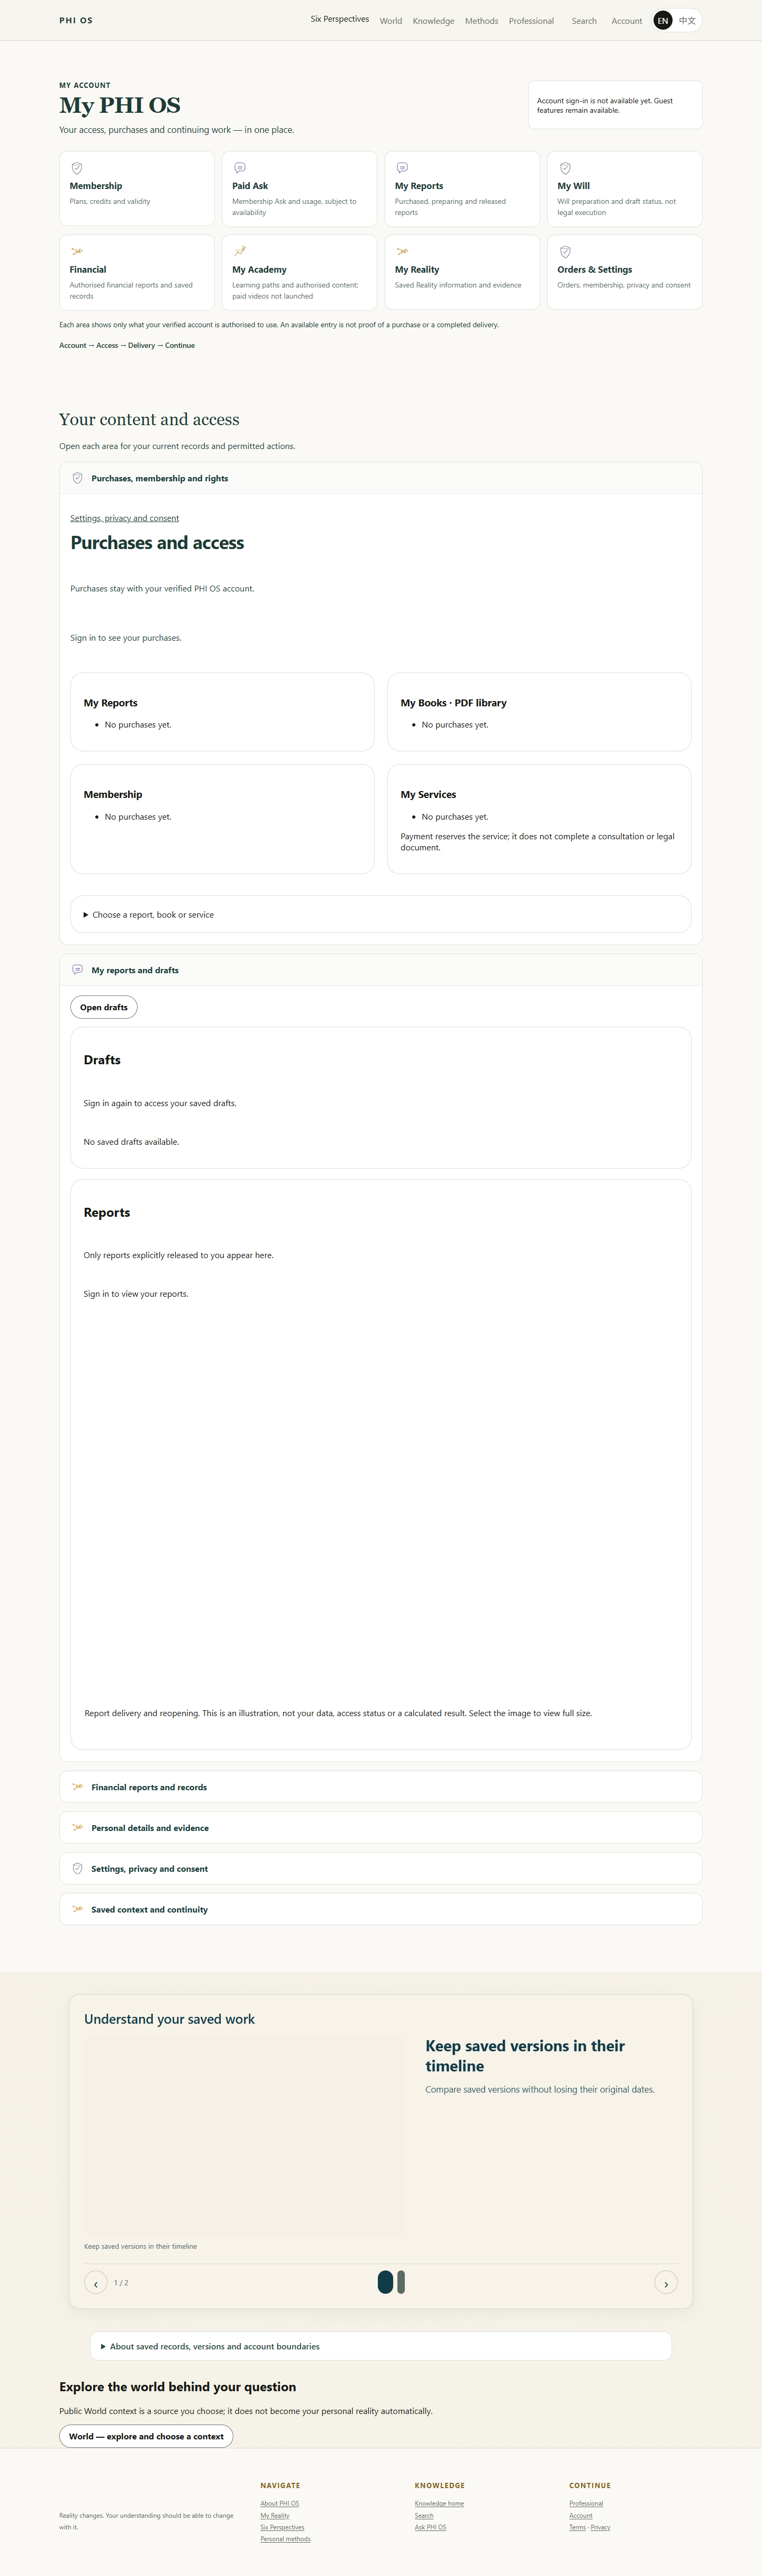 PHI OS
Six Perspectives World Knowledge Methods Professional Search Account EN 中文
MY ACCOUNT
My PHI OS
Your access, purchases and continuing work — in one place.
Account sign-in is not available yet. Guest
features remain available.
Membership
Plans, credits and validity
Paid Ask
Membership Ask and usage, subject to
availability
My Reports
Purchased, preparing and released
reports
My Will
Will preparation and draft status, not
legal execution
Financial
Authorised financial reports and saved
records
My Academy
Learning paths and authorised content;
paid videos not launched
My Reality
Saved Reality information and evidence
Orders & Settings
Orders, membership, privacy and consent
Each area shows only what your verified account is authorised to use. An available entry is not proof of a purchase or a completed delivery.
Account → Access → Delivery → Continue
Your content and access
Open each area for your current records and permitted actions.
Purchases, membership and rights
Settings, privacy and consent
Purchases and access
Purchases stay with your verified PHI OS account.
Sign in to see your purchases.
My Reports
• No purchases yet.
My Books · PDF library
• No purchases yet.
Membership
• No purchases yet.
My Services
• No purchases yet.
Payment reserves the service; it does not complete a consultation or legal
document.
▶ Choose a report, book or service
My reports and drafts
Open drafts
Drafts
Sign in again to access your saved drafts.
No saved drafts available.
Reports
Only reports explicitly released to you appear here.
Sign in to view your reports.
Report delivery and reopening. This is an illustration, not your data, access status or a calculated result. Select the image to view full size.
Financial reports and records
Personal details and evidence
Settings, privacy and consent
Saved context and continuity
Understand your saved work
Keep saved versions in their
timeline
Compare saved versions without losing their original dates.
Keep saved versions in their timeline
‹ 1 / 2 ›
▶ About saved records, versions and account boundaries
Explore the world behind your question
Public World context is a source you choose; it does not become your personal reality automatically.
World — explore and choose a context
Reality changes. Your understanding should be able to change
with it.
NAVIGATE
About PHI OS
My Reality
Six Perspectives
Personal methods
KNOWLEDGE
Knowledge home
Search
Ask PHI OS
CONTINUE
Professional
Account
Terms · Privacy